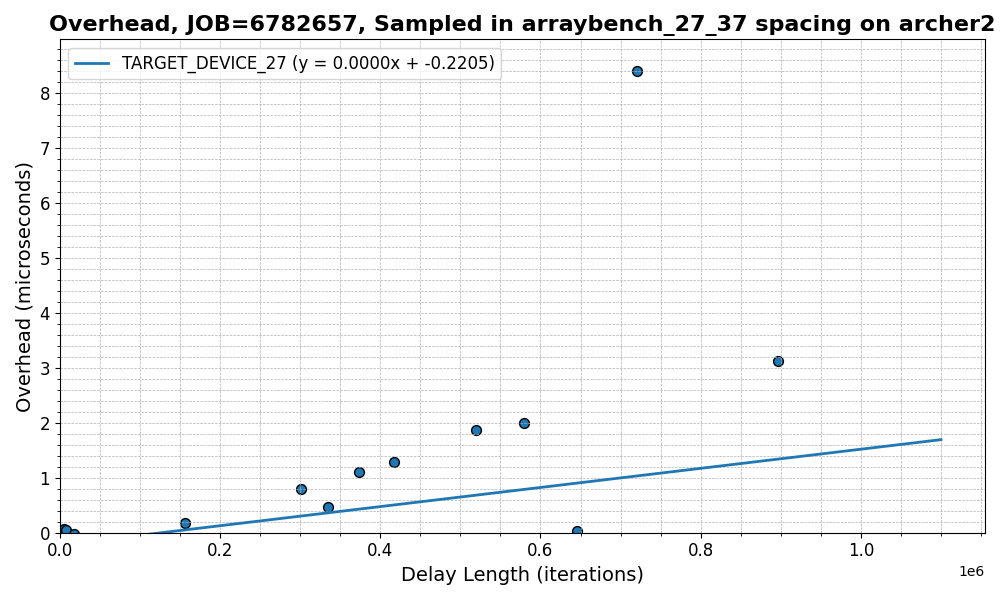 Overhead, JOB=6782657, Sampled in arraybench_27_37 spacing on archer2
TARGET_DEVICE_27 (y = 0.0000x + -0.2205)
Overhead (microseconds)
8
7
6
5
4
3
2
1
0
0.0 0.2 0.4 0.6 0.8 1.0
1e6
Delay Length (iterations)